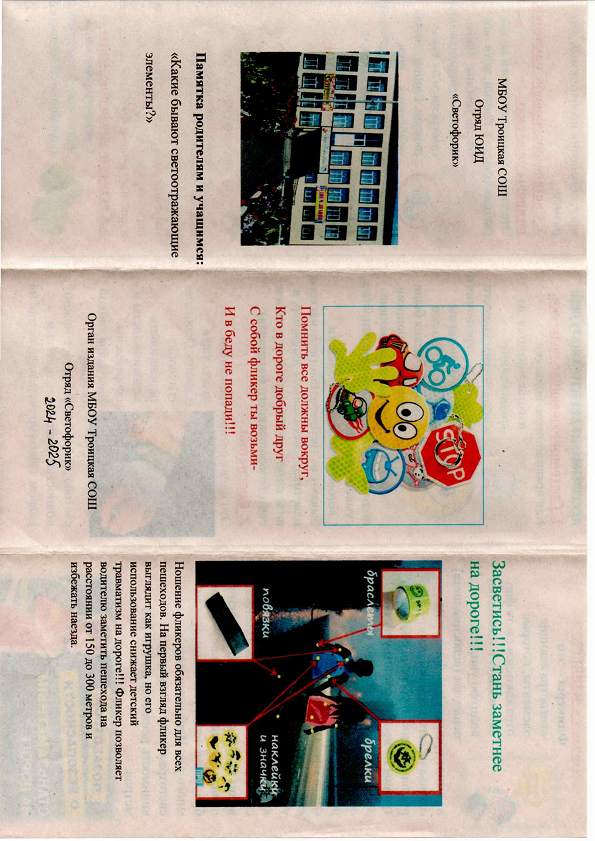 МБОУ Троицкая СОШ
Отряд ЮИД
«Светофорик»
Памятка родителям и учащимся:
«Какие бывают светоотражающие
элементы?»
STOP
Помнить все должны вокруг,
Кто в дороге добрый друг
С собой фликер ты возьми-
И в беду не попади!!!
Орган издания МБОУ Троицкая СОШ
Отряд «Светофорик»
2024 - 2025
Засветись!!!Стань заметнее
на дороге!!!!
браслеты
брелки
повязки
наклейки
и значки
Ношение фликеров обязательно для всех
пешеходов. На первый взгляд фликер
выглядит как игрушка, но его
использование снижает детский
травматизм на дороге!!! Фликер позволяет
водителю заметить пешехода на
расстоянии от 150 до 300 метров и
избежать наезда.